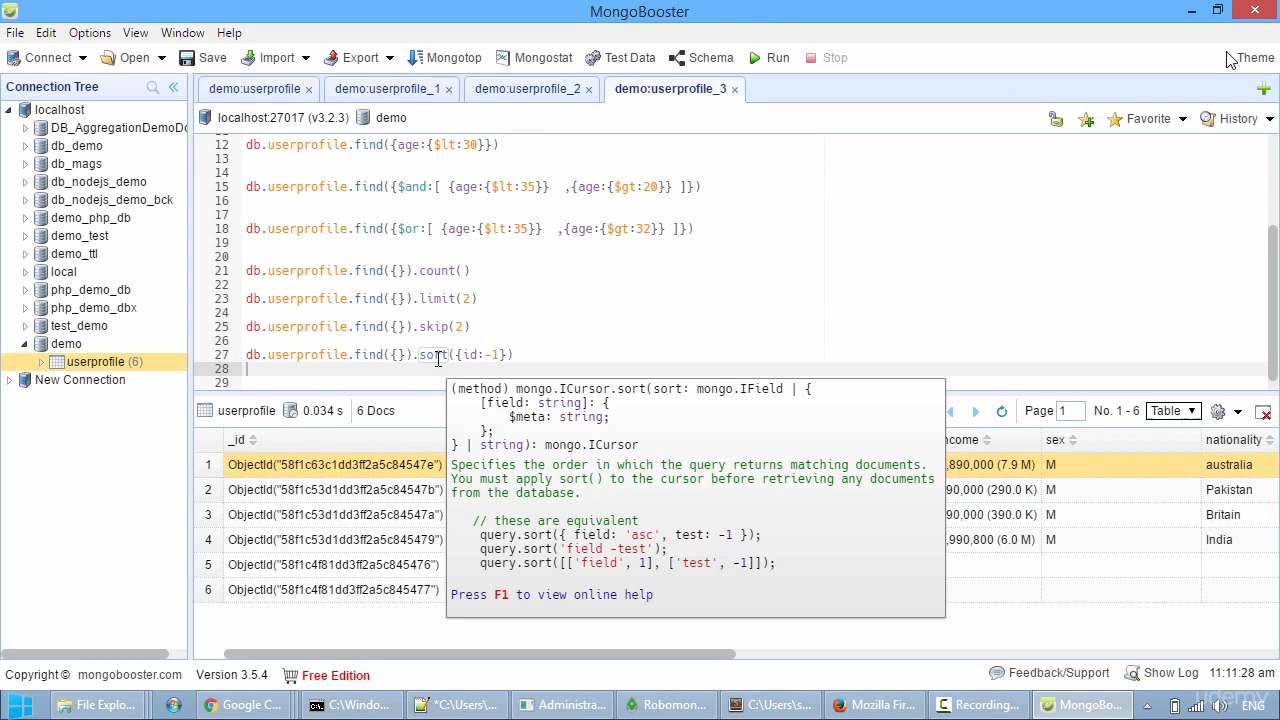 MongoBooster
File Edit Options View Window Help
Connect Open Save Import Export Mongotop Mongostat Test Data Schema Run Stop Theme
Connection Tree
demo:userprofile × demo:userprofile_1 × demo:userprofile_2 × demo:userprofile_3 ×
localhost:27017 (v3.2.3) demo Favorite History
localhost
DB_AggregationDemoDo
db_demo
db_mags
db_nodejs_demo
db_nodejs_demo_bck
demo_php_db
demo_test
demo_ttl
local
php_demo_db
php_demo_dbx
test_demo
demo
userprofile (6)
New Connection
12 db.userprofile.find({age:{$lt:30}})
13
14
15 db.userprofile.find({$and:[ {age:{$lt:35}} ,{age:{$gt:20}} ]})
16
17
18 db.userprofile.find({$or:[ {age:{$lt:35}} ,{age:{$gt:32}} ]})
19
20
21 db.userprofile.find({}).count()
22
23 db.userprofile.find({}).limit(2)
24
25 db.userprofile.find({}).skip(2)
26
27 db.userprofile.find({}).sort({id:-1})
28
29
(method) mongo.ICursor.sort(sort: mongo.IField | {
[field: string]: {
$meta: string;
};
} | string): mongo.ICursor
Specifies the order in which the query returns matching documents.
You must apply sort() to the cursor before retrieving any documents
from the database.
// these are equivalent
query.sort({ field: 'asc', test: -1 });
query.sort('field -test');
query.sort([['field', 1], ['test', -1]]);
Press F1 to view online help
userprofile 0.034 s 6 Docs Page 1 No. 1 - 6 Table
_id ncome sex nationality
1 ObjectId("58f1c63c1dd3ff2a5c84547e") ,890,000 (7.9 M) M australia
2 ObjectId("58f1c53d1dd3ff2a5c84547b") 90,000 (290.0 K) M Pakistan
3 ObjectId("58f1c53d1dd3ff2a5c84547a") 90,000 (390.0 K) M Britain
4 ObjectId("58f1c53d1dd3ff2a5c845479") ,990,800 (6.0 M) M India
5 ObjectId("58f1c4f81dd3ff2a5c845476")
6 ObjectId("58f1c4f81dd3ff2a5c845477")
Copyright © mongobooster.com Version 3.5.4 Free Edition Feedback/Support Show Log 11:11:28 am
File Explo... Google C... C:\Windo... *C:\Users\... Administra... Robomon... C:\Users\s... Mozilla Fir... Recording... MongoBo... ENG
udemy